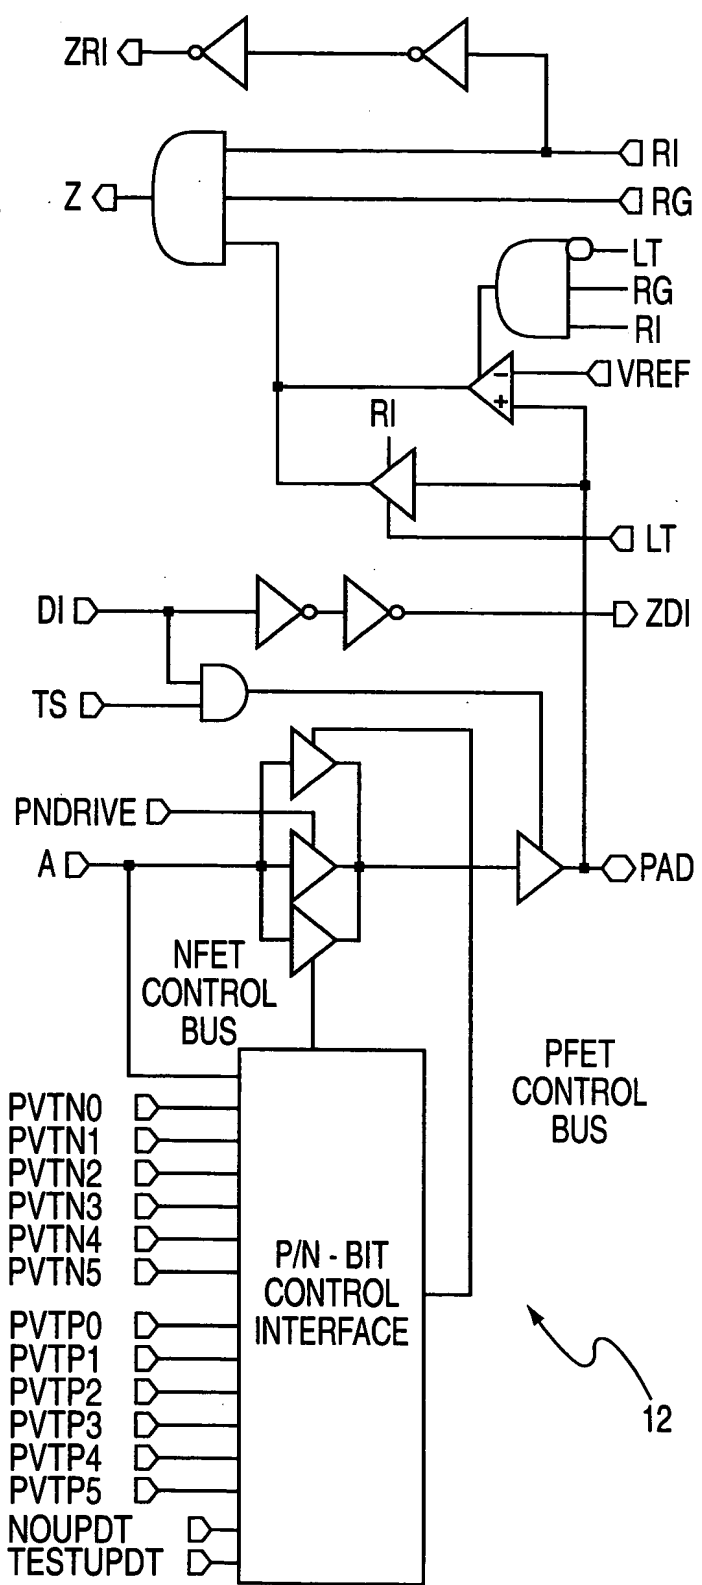 ZRI
RI
Z
RG
LT
RG
RI
VREF
−
+
RI
LT
DI
ZDI
TS
PNDRIVE
A
PAD
NFET
CONTROL
BUS
PFET
CONTROL
BUS
PVTN0
PVTN1
PVTN2
PVTN3
PVTN4
PVTN5
P/N - BIT
CONTROL
INTERFACE
PVTP0
PVTP1
PVTP2
PVTP3
PVTP4
PVTP5
12
NOUPDT
TESTUPDT